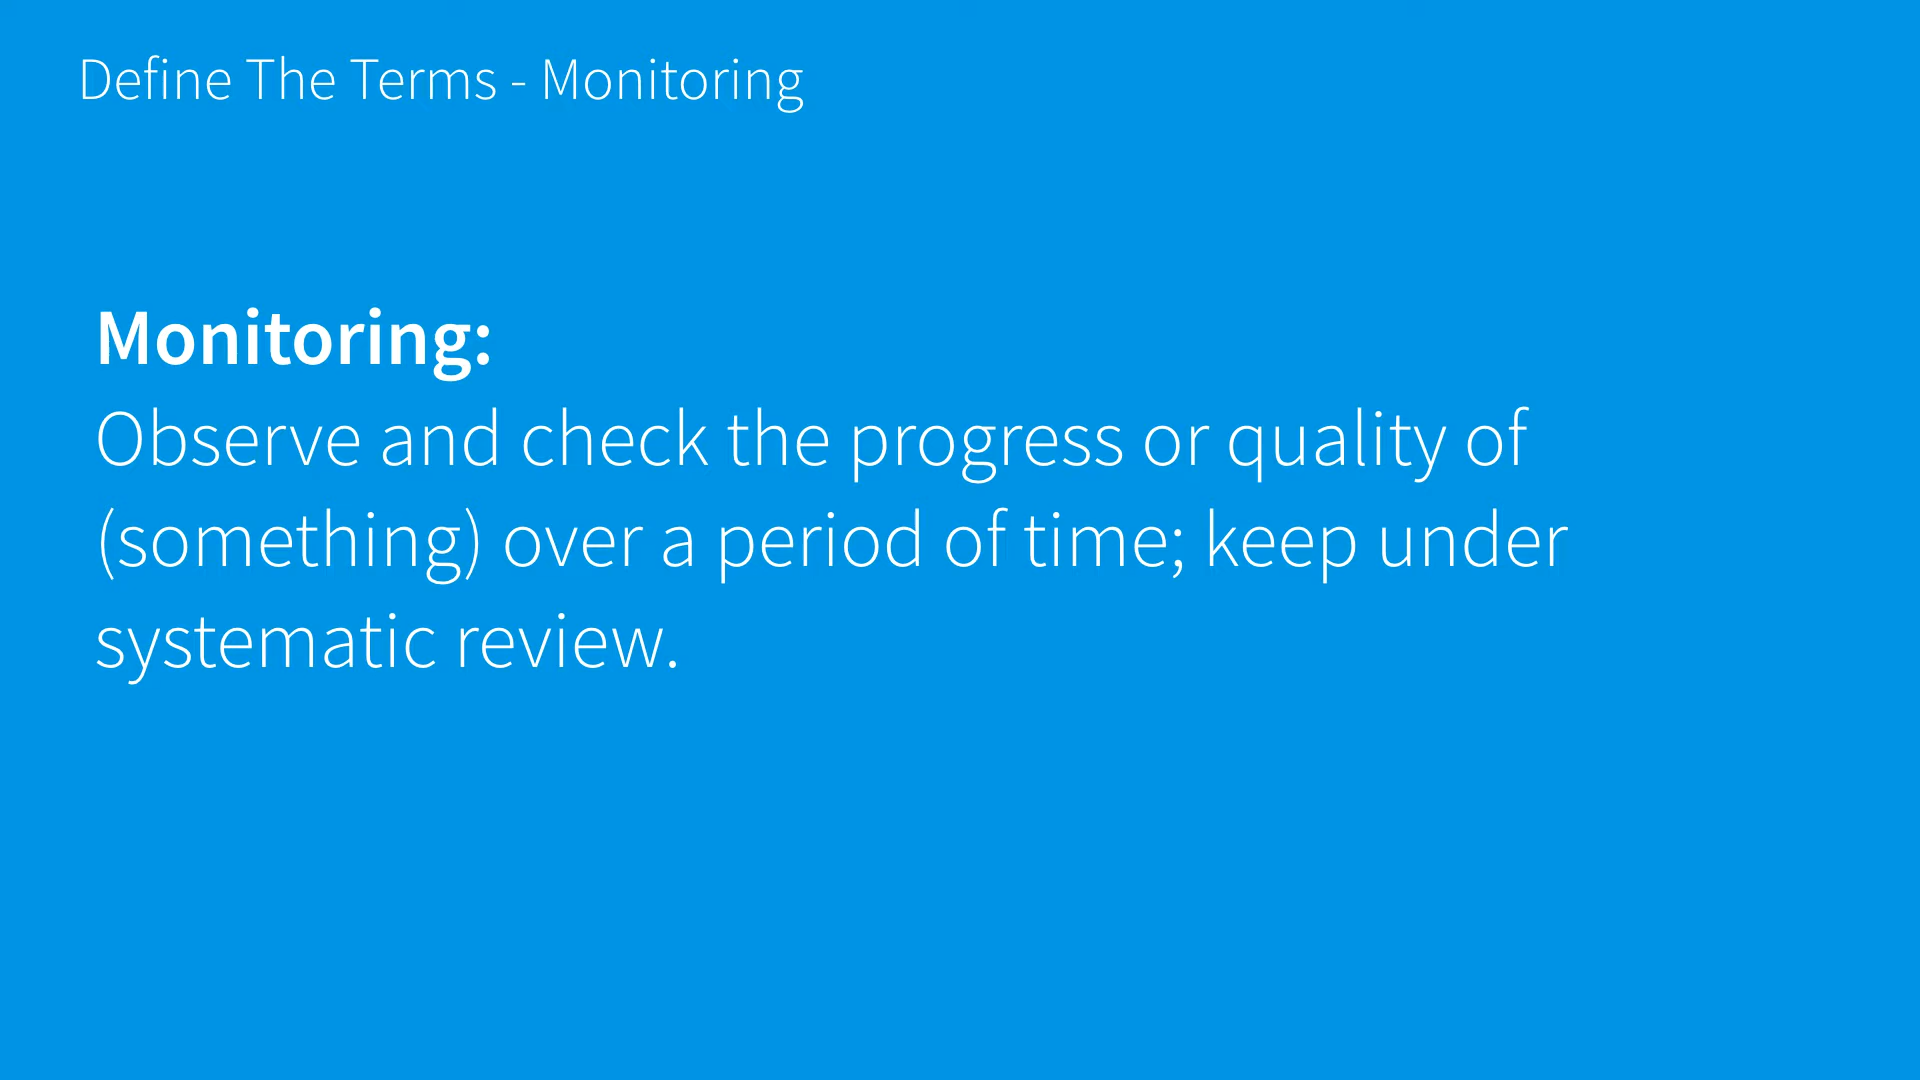 Define The Terms - Monitoring
Monitoring:
Observe and check the progress or quality of
(something) over a period of time; keep under
systematic review.